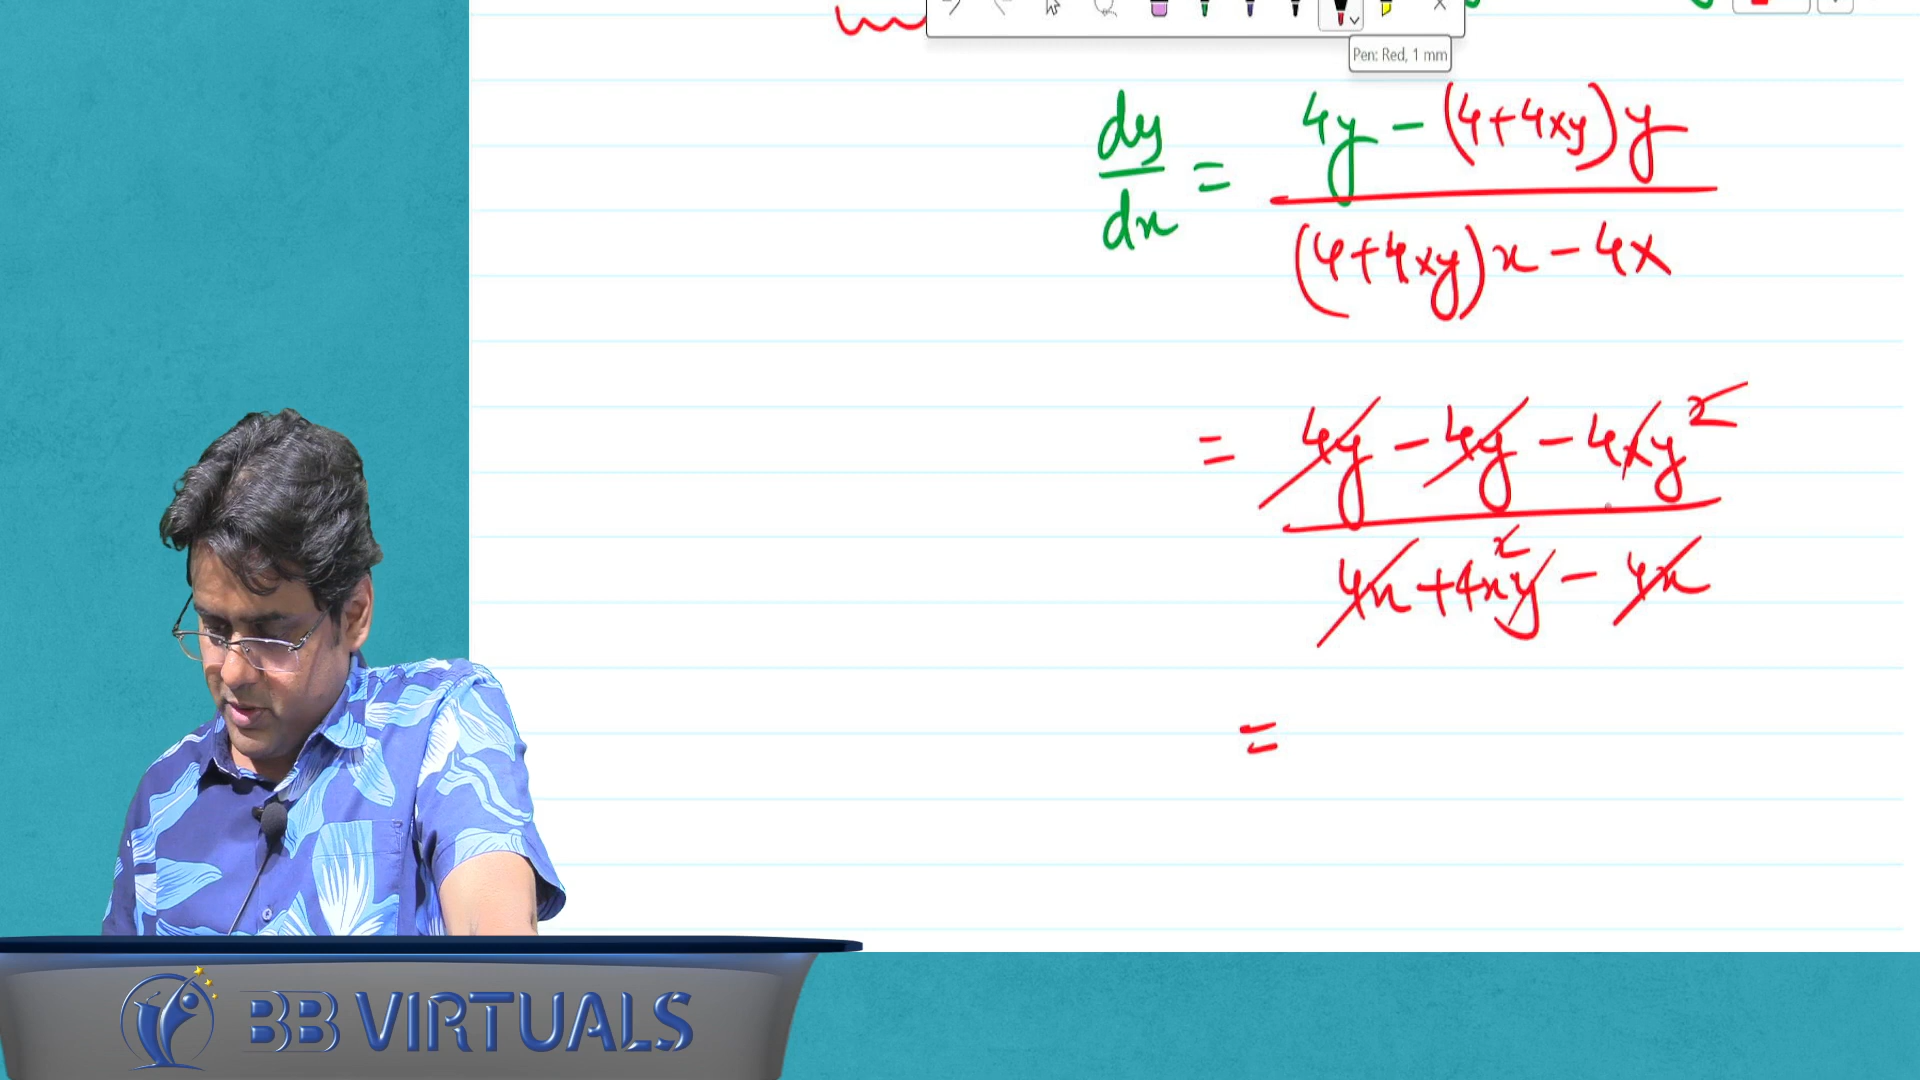 Pen: Red, 1 mm
dy/dx = (4y - (4+4xy)y) / ((4+4xy)x - 4x)
= (4y - 4y - 4xy²) / (4x + 4x²y - 4x)
=
BB VIRTUALS